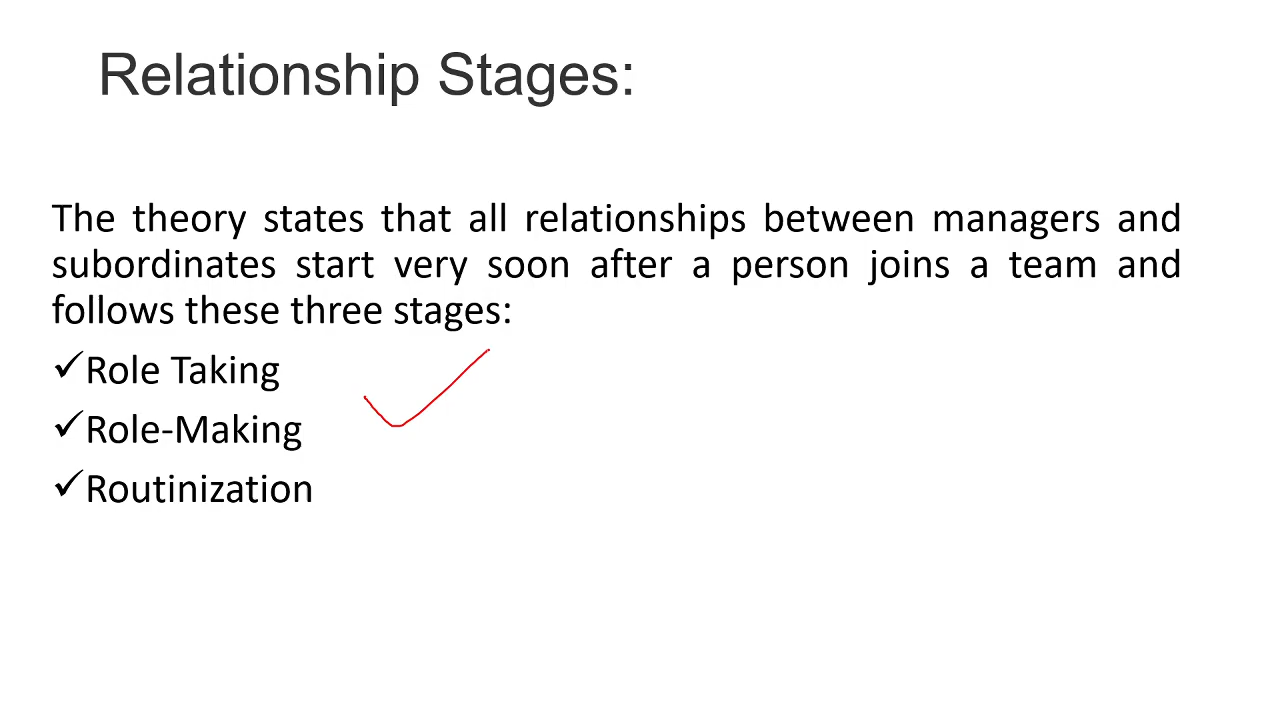 Relationship Stages:
The theory states that all relationships between managers and
subordinates start very soon after a person joins a team and
follows these three stages:
✓Role Taking
✓Role-Making
✓Routinization